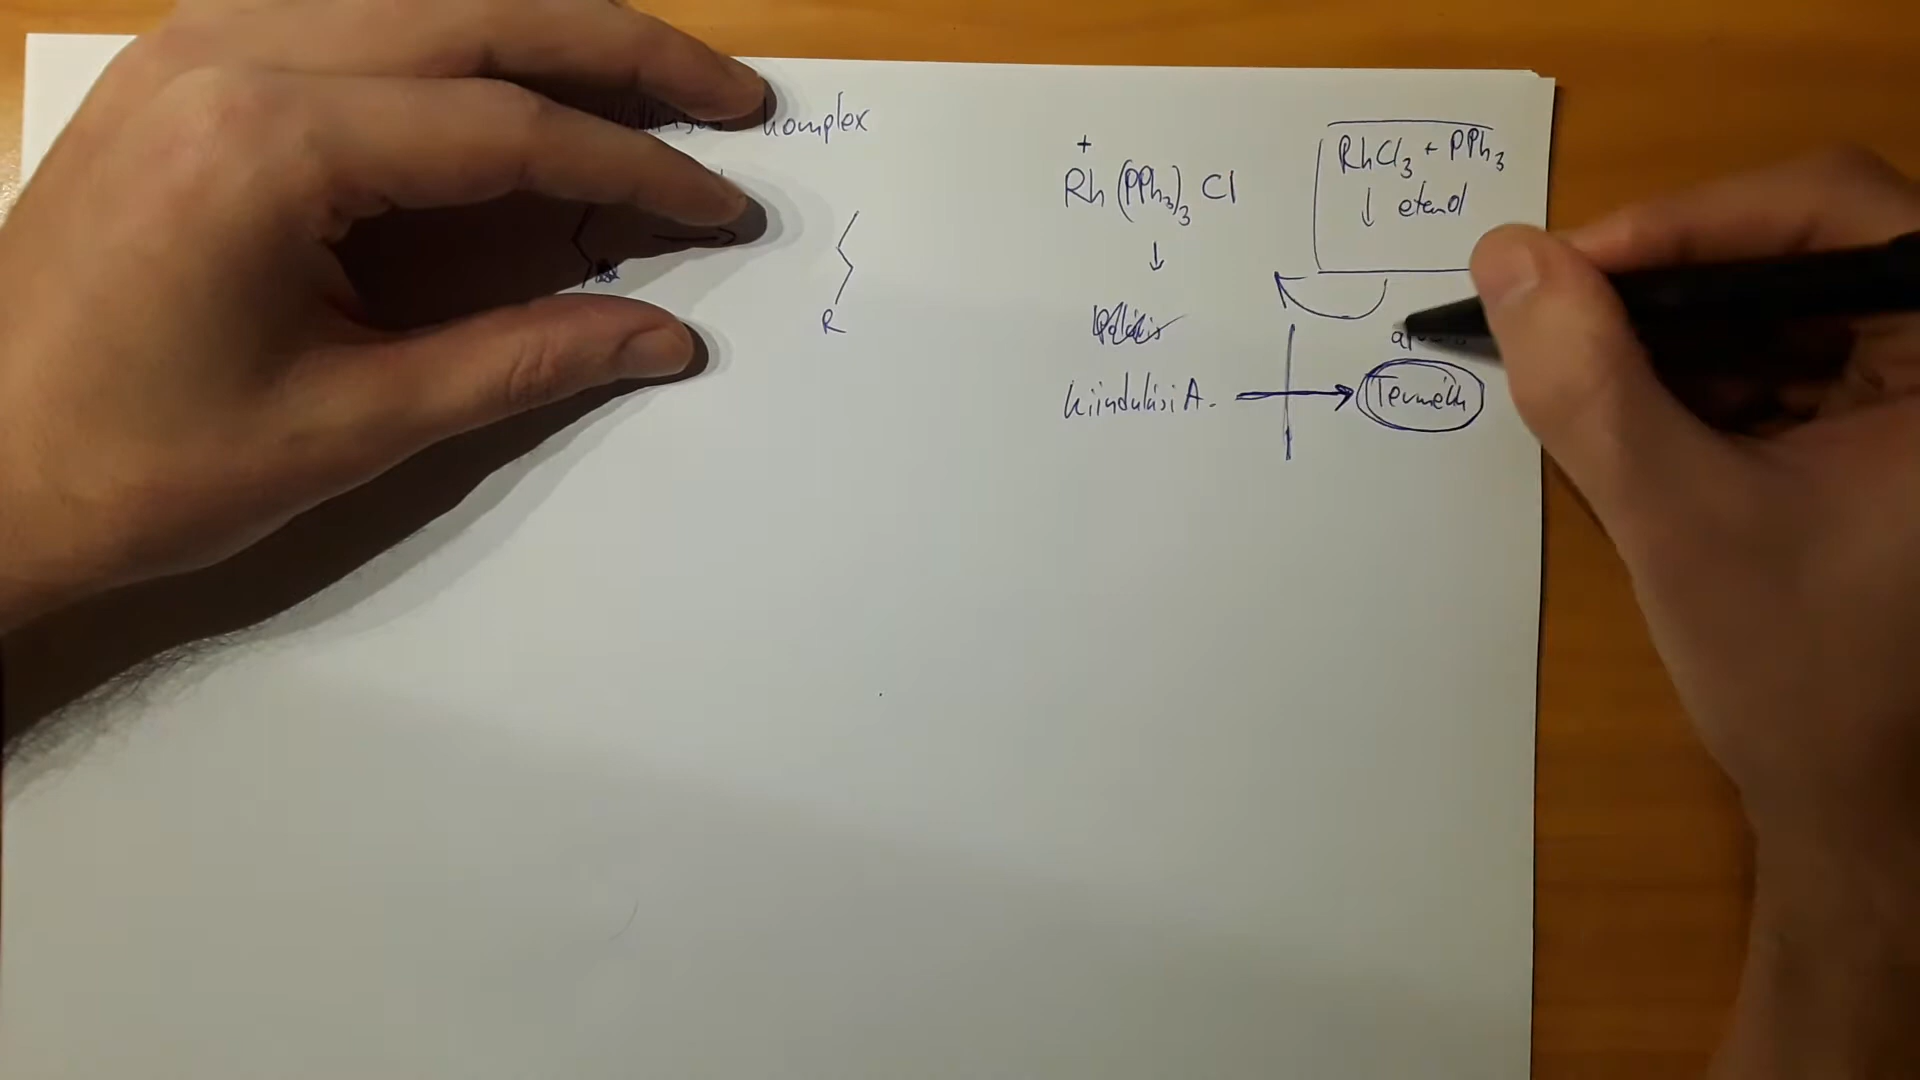 komplex
+
Rh(PPh3)3 Cl
↓
RhCl3 + PPh3
↓ etanol
R
kiindulási A. → Termék